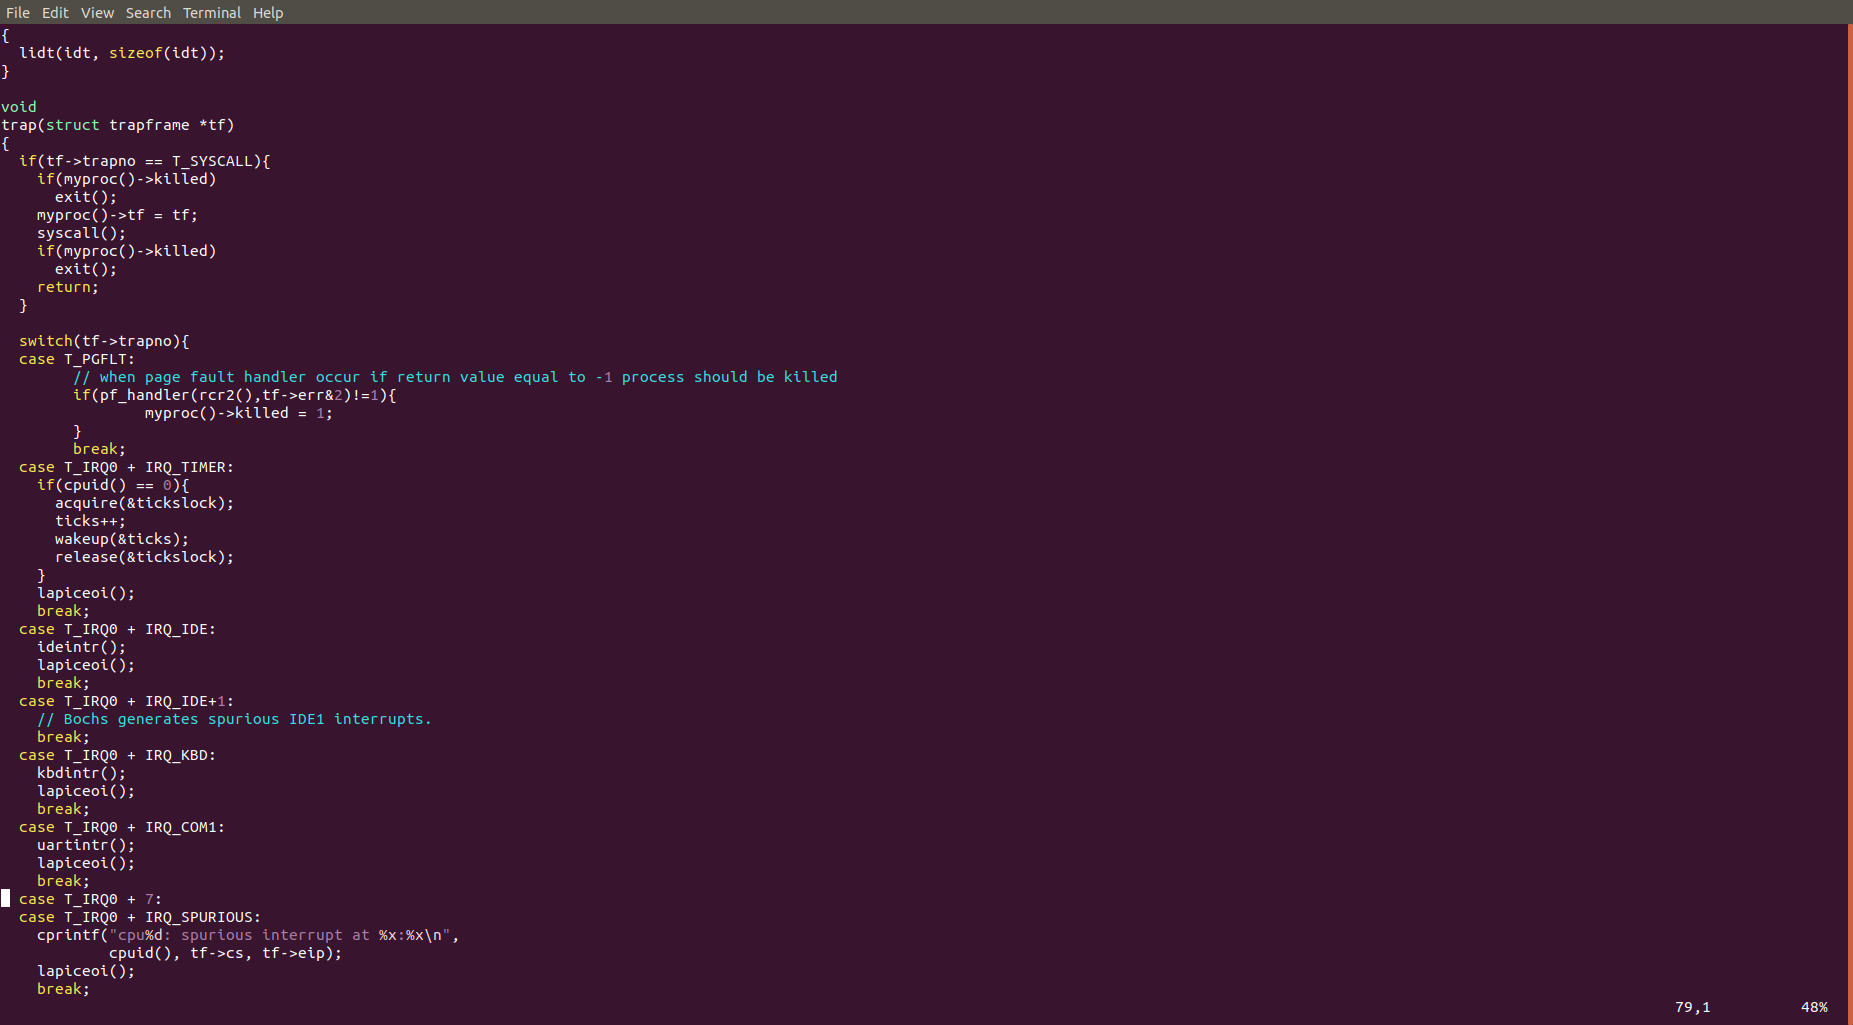 File Edit View Search Terminal Help
{
  lidt(idt, sizeof(idt));
}

void
trap(struct trapframe *tf)
{
  if(tf->trapno == T_SYSCALL){
    if(myproc()->killed)
      exit();
    myproc()->tf = tf;
    syscall();
    if(myproc()->killed)
      exit();
    return;
  }

  switch(tf->trapno){
  case T_PGFLT:
        // when page fault handler occur if return value equal to -1 process should be killed
        if(pf_handler(rcr2(),tf->err&2)!=1){
                myproc()->killed = 1;
        }
        break;
  case T_IRQ0 + IRQ_TIMER:
    if(cpuid() == 0){
      acquire(&tickslock);
      ticks++;
      wakeup(&ticks);
      release(&tickslock);
    }
    lapiceoi();
    break;
  case T_IRQ0 + IRQ_IDE:
    ideintr();
    lapiceoi();
    break;
  case T_IRQ0 + IRQ_IDE+1:
    // Bochs generates spurious IDE1 interrupts.
    break;
  case T_IRQ0 + IRQ_KBD:
    kbdintr();
    lapiceoi();
    break;
  case T_IRQ0 + IRQ_COM1:
    uartintr();
    lapiceoi();
    break;
  case T_IRQ0 + 7:
  case T_IRQ0 + IRQ_SPURIOUS:
    cprintf("cpu%d: spurious interrupt at %x:%x\n",
            cpuid(), tf->cs, tf->eip);
    lapiceoi();
    break;
79,1 48%